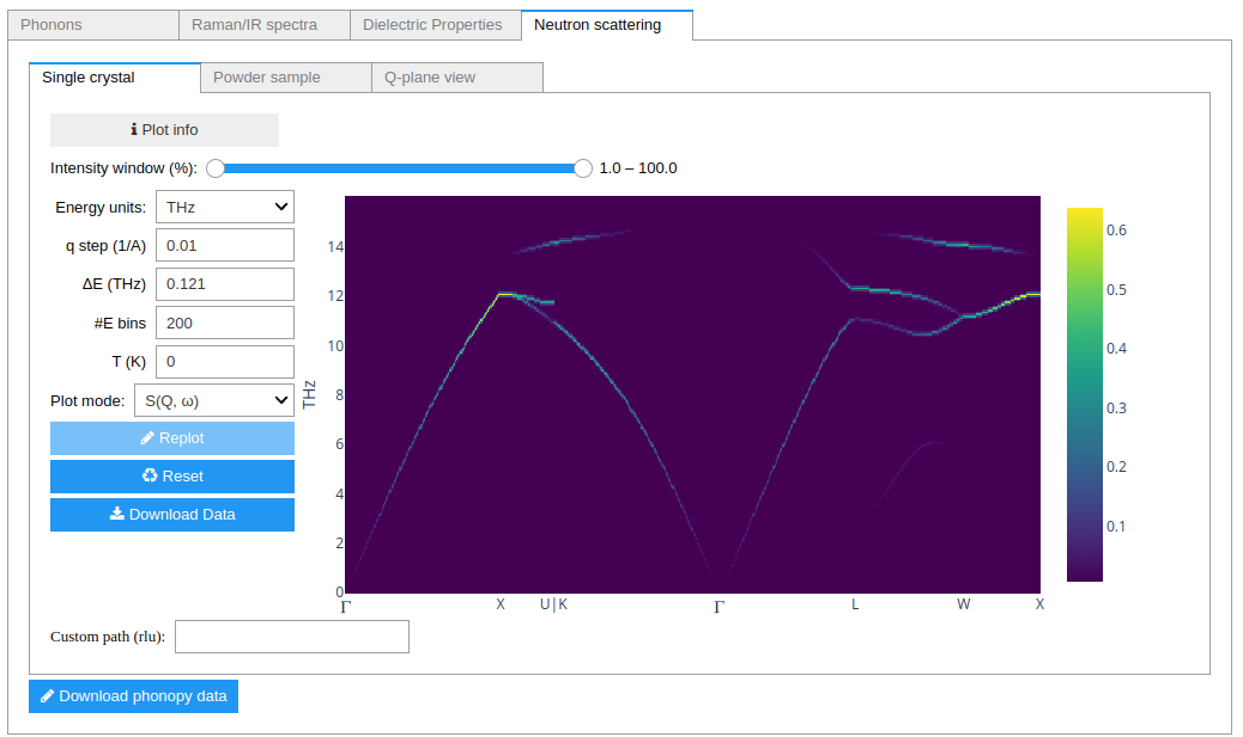 Phonons Raman/IR spectra Dielectric Properties Neutron scattering
Single crystal Powder sample Q-plane view
Plot info
Intensity window (%): 1.0 – 100.0
Energy units: THz
q step (1/A) 0.01
ΔE (THz) 0.121
#E bins 200
T (K) 0
Plot mode: S(Q, ω)
Replot
Reset
Download Data
THz
14
12
10
8
6
4
2
0
Γ X U|K Γ L W X
0.6
0.5
0.4
0.3
0.2
0.1
Custom path (rlu):
Download phonopy data